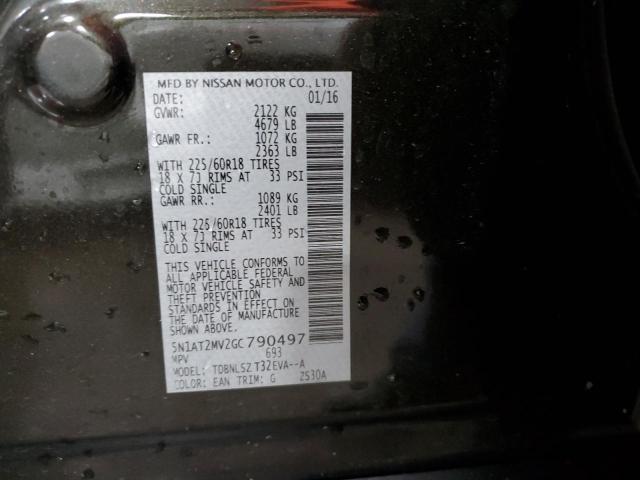 MFD BY NISSAN MOTOR CO., LTD.
DATE: 01/16
GVWR: 2122 KG
4679 LB
GAWR FR.: 1072 KG
2363 LB
WITH 225/60R18 TIRES
18 X 7J RIMS AT 33 PSI
COLD SINGLE
GAWR RR.: 1089 KG
2401 LB
WITH 225/60R18 TIRES
18 X 7J RIMS AT 33 PSI
COLD SINGLE
THIS VEHICLE CONFORMS TO
ALL APPLICABLE FEDERAL
MOTOR VEHICLE SAFETY AND
THEFT PREVENTION
STANDARDS IN EFFECT ON
THE DATE OF MANUFACTURE
SHOWN ABOVE.
5N1AT2MV2GC790497
MPV 693
MODEL: TDBNLSZ T32EVA--A
COLOR: EAN TRIM: G 2530A